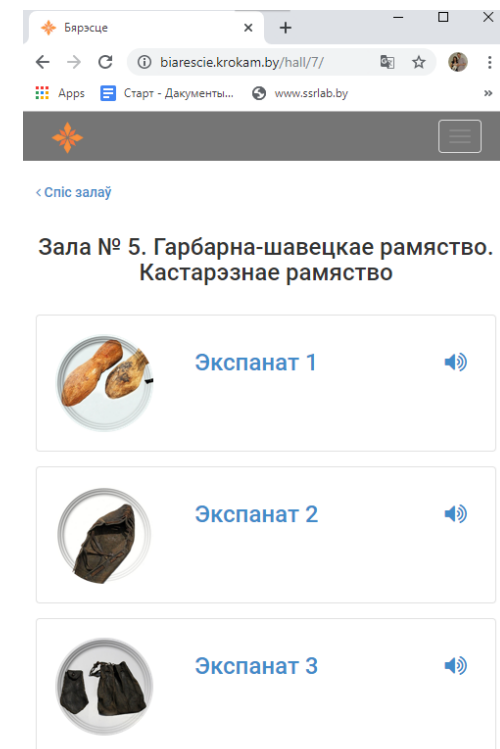 Бярэсце
biarescie.krokam.by/hall/7/
Apps Старт - Дакументы... www.ssrlab.by »
< Спіс залаў
Зала № 5. Гарбарна-шавецкае рамяство.
Кастарэзнае рамяство
Экспанат 1
Экспанат 2
Экспанат 3